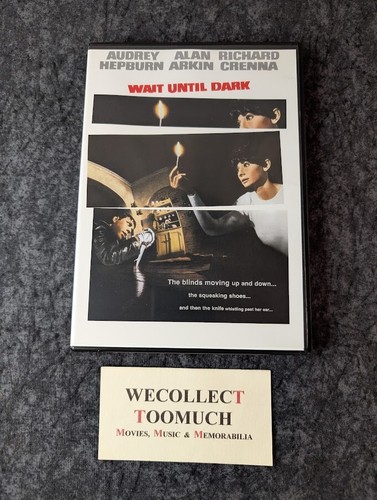 AUDREY ALAN RICHARD
HEPBURN ARKIN CRENNA
WAIT UNTIL DARK
The blinds moving up and down...
the squeaking shoes...
and then the knife whistling past her ear...
WECOLLECT
TOOMUCH
MOVIES, MUSIC & MEMORABILIA